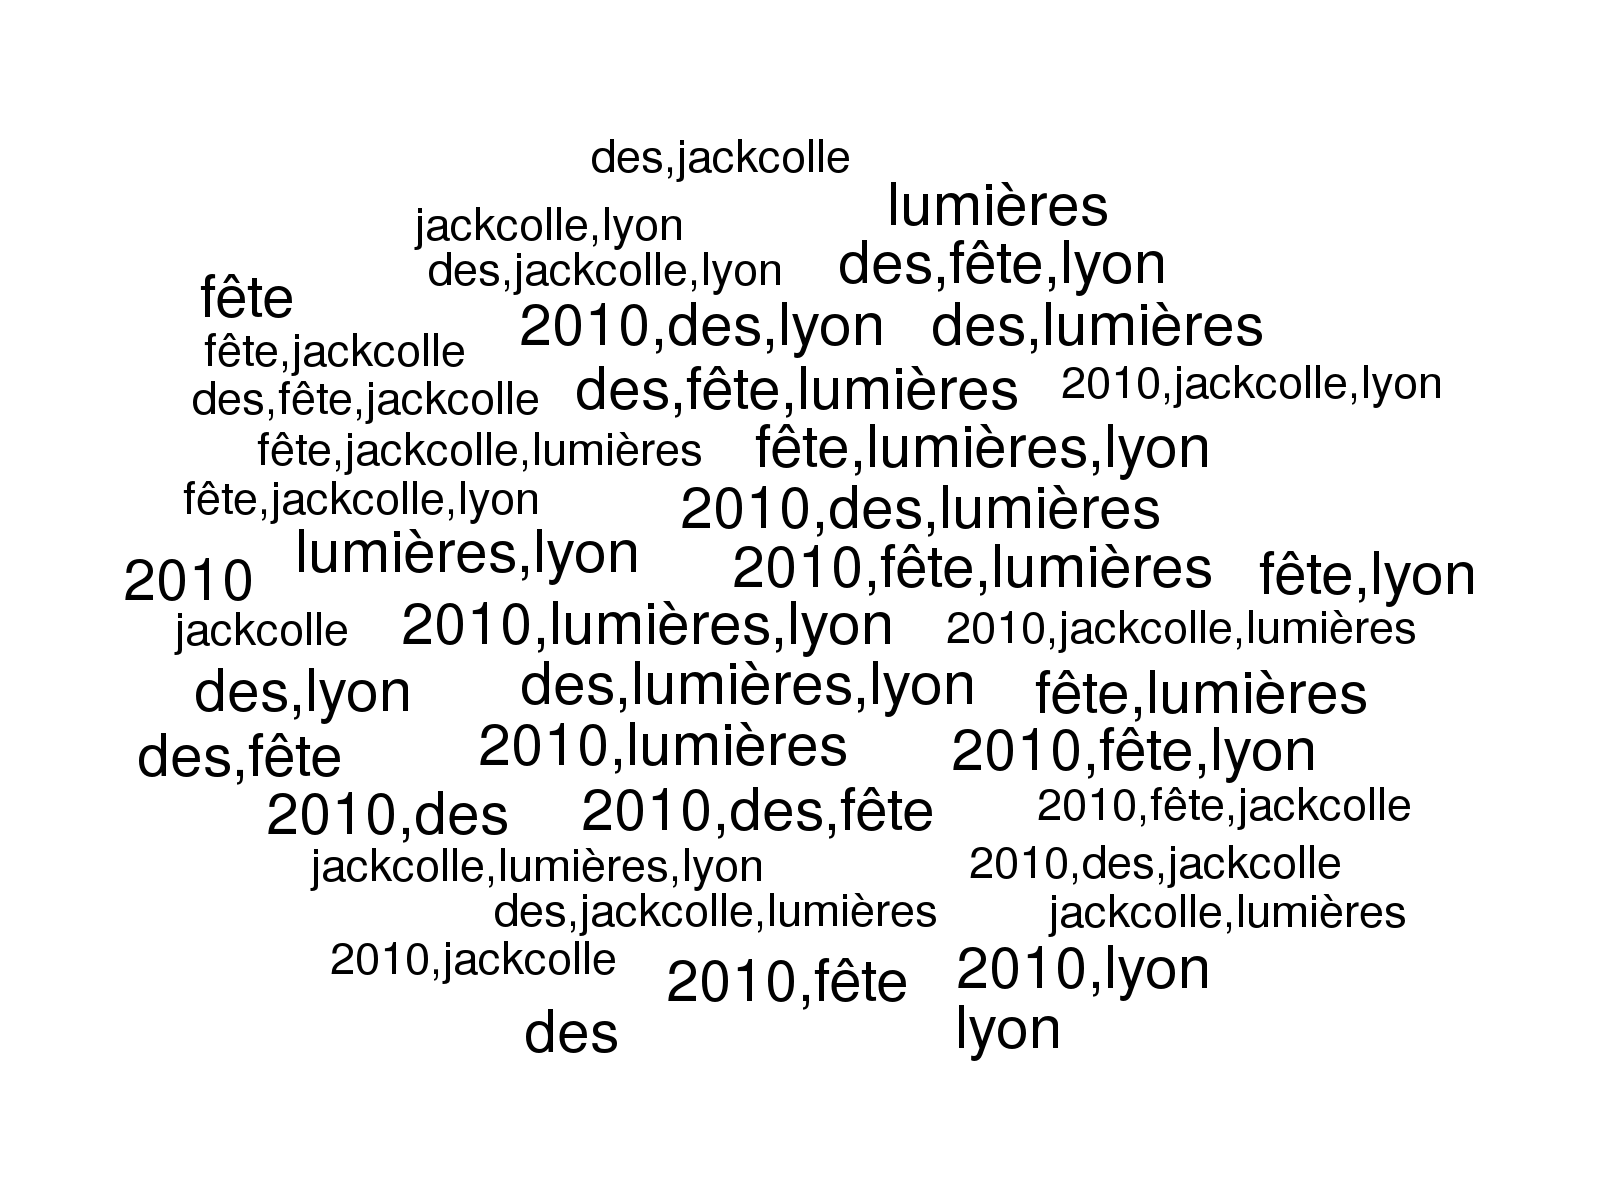 des,jackcolle
lumières
jackcolle,lyon
des,jackcolle,lyon
des,fête,lyon
fête
2010,des,lyon
des,lumières
fête,jackcolle
des,fête,jackcolle
des,fête,lumières
2010,jackcolle,lyon
fête,jackcolle,lumières
fête,lumières,lyon
fête,jackcolle,lyon
2010,des,lumières
lumières,lyon
2010
2010,fête,lumières
fête,lyon
jackcolle
2010,lumières,lyon
2010,jackcolle,lumières
des,lyon
des,lumières,lyon
fête,lumières
des,fête
2010,lumières
2010,fête,lyon
2010,des
2010,des,fête
2010,fête,jackcolle
jackcolle,lumières,lyon
2010,des,jackcolle
des,jackcolle,lumières
jackcolle,lumières
2010,jackcolle
2010,fête
2010,lyon
des
lyon